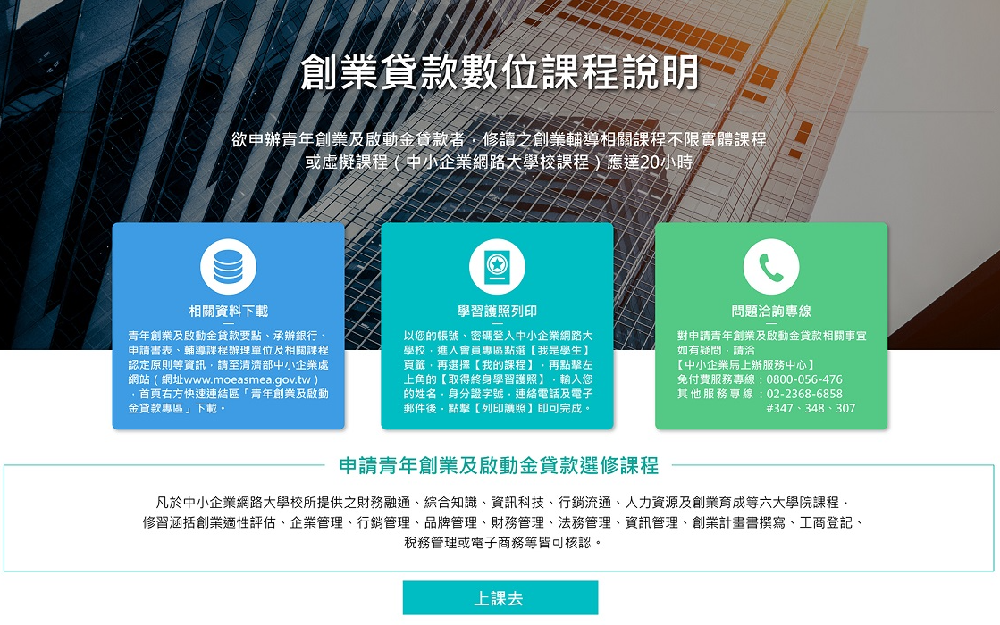 創業貸款數位課程說明
欲申辦青年創業及啟動金貸款者，修讀之創業輔導相關課程不限實體課程
或虛擬課程（中小企業網路大學校課程）應達20小時
相關資料下載
青年創業及啟動金貸款要點、承辦銀行、
申請書表、輔導課程辦理單位及相關課程
認定原則等資訊，請至清濟部中小企業處
網站（網址www.moeasmea.gov.tw）
，首頁右方快速連結區「青年創業及啟動
金貸款專區」下載。
學習護照列印
以您的帳號、密碼登入中小企業網路大
學校，進入會員專區點選【我是學生】
頁籤，再選擇【我的課程】，再點擊左
上角的【取得終身學習護照】，輸入您
的姓名，身分證字號，連絡電話及電子
郵件後，點擊【列印護照】即可完成。
問題洽詢專線
對申請青年創業及啟動金貸款相關事宜
如有疑問，請洽
【中小企業馬上辦服務中心】
免付費服務專線：0800-056-476
其他服務專線：02-2368-6858
#347、348、307
申請青年創業及啟動金貸款選修課程
凡於中小企業網路大學校所提供之財務融通、綜合知識、資訊科技、行銷流通、人力資源及創業育成等六大學院課程，
修習涵括創業適性評估、企業管理、行銷管理、品牌管理、財務管理、法務管理、資訊管理、創業計畫書撰寫、工商登記、
稅務管理或電子商務等皆可核認。
上課去